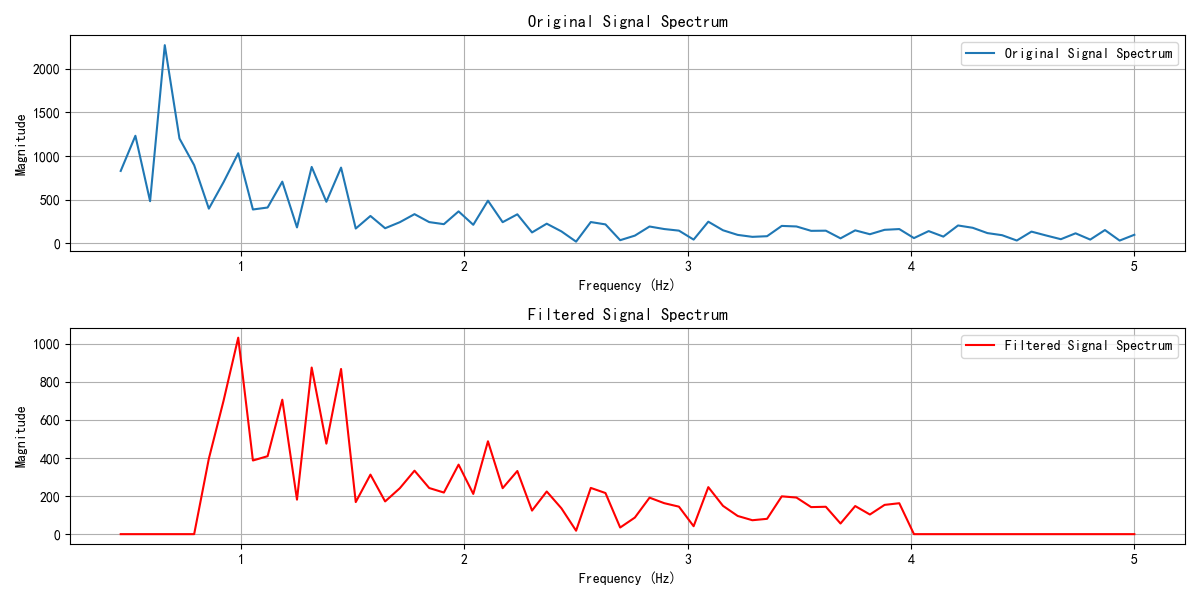 Original Signal Spectrum
Original Signal Spectrum
Magnitude
2000
1500
1000
500
0
1 2 3 4 5
Frequency (Hz)
Filtered Signal Spectrum
Filtered Signal Spectrum
Magnitude
1000
800
600
400
200
0
1 2 3 4 5
Frequency (Hz)